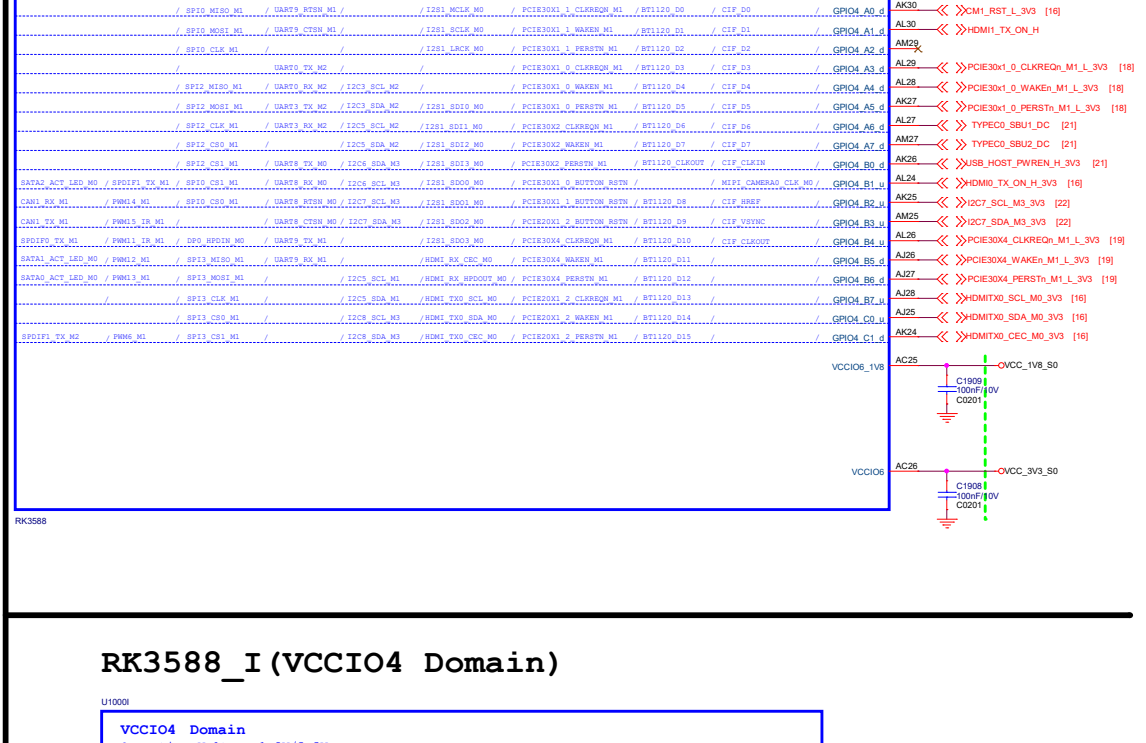 / SPI0_MISO_M1 / UART9_RTSN_M1 / / I2S1_MCLK_M0 / PCIE30X1_1_CLKREQN_M1 / BT1120_D0 / CIF_D0 / GPIO4_A0_d AK30 CM1_RST_L_3V3 [16]
/ SPI0_MOSI_M1 / UART9_CTSN_M1 / / I2S1_SCLK_M0 / PCIE30X1_1_WAKEN_M1 / BT1120_D1 / CIF_D1 / GPIO4_A1_d AL30 HDMI1_TX_ON_H
/ SPI0_CLK_M1 / / / I2S1_LRCK_M0 / PCIE30X1_1_PERSTN_M1 / BT1120_D2 / CIF_D2 / GPIO4_A2_d AM29
/ UART0_TX_M2 / / PCIE30X1_0_CLKREQN_M1 / BT1120_D3 / CIF_D3 / GPIO4_A3_d AL29 PCIE30x1_0_CLKREQn_M1_L_3V3 [18]
/ SPI2_MISO_M1 / UART0_RX_M2 / I2C3_SCL_M2 / / PCIE30X1_0_WAKEN_M1 / BT1120_D4 / CIF_D4 / GPIO4_A4_d AL28 PCIE30x1_0_WAKEn_M1_L_3V3 [18]
/ SPI2_MOSI_M1 / UART3_TX_M2 / I2C3_SDA_M2 / I2S1_SDI0_M0 / PCIE30X1_0_PERSTN_M1 / BT1120_D5 / CIF_D5 / GPIO4_A5_d AK27 PCIE30x1_0_PERSTn_M1_L_3V3 [18]
/ SPI2_CLK_M1 / UART3_RX_M2 / I2C5_SCL_M2 / I2S1_SDI1_M0 / PCIE30X2_CLKREQN_M1 / BT1120_D6 / CIF_D6 / GPIO4_A6_d AL27 TYPEC0_SBU1_DC [21]
/ SPI2_CS0_M1 / / I2C5_SDA_M2 / I2S1_SDI2_M0 / PCIE30X2_WAKEN_M1 / BT1120_D7 / CIF_D7 / GPIO4_A7_d AM27 TYPEC0_SBU2_DC [21]
/ SPI2_CS1_M1 / UART8_TX_M0 / I2C6_SDA_M3 / I2S1_SDI3_M0 / PCIE30X2_PERSTN_M1 / BT1120_CLKOUT / CIF_CLKIN / GPIO4_B0_d AK26 USB_HOST_PWREN_H_3V3 [21]
SATA2_ACT_LED_M0 / SPDIF1_TX_M1 / SPI0_CS1_M1 / UART8_RX_M0 / I2C6_SCL_M3 / I2S1_SDO0_M0 / PCIE30X1_0_BUTTON_RSTN / / MIPI_CAMERA0_CLK_M0 / GPIO4_B1_u AL24 HDMI0_TX_ON_H_3V3 [16]
CAN1_RX_M1 / PWM14_M1 / SPI0_CS0_M1 / UART8_RTSN_M0 / I2C7_SCL_M3 / I2S1_SDO1_M0 / PCIE30X1_1_BUTTON_RSTN / BT1120_D8 / CIF_HREF / GPIO4_B2_u AK25 I2C7_SCL_M3_3V3 [22]
CAN1_TX_M1 / PWM15_IR_M1 / / UART8_CTSN_M0 / I2C7_SDA_M3 / I2S1_SDO2_M0 / PCIE20X1_2_BUTTON_RSTN / BT1120_D9 / CIF_VSYNC / GPIO4_B3_u AM25 I2C7_SDA_M3_3V3 [22]
SPDIF0_TX_M1 / PWM11_IR_M1 / DP0_HPDIN_M0 / UART9_TX_M1 / / I2S1_SDO3_M0 / PCIE30X4_CLKREQN_M1 / BT1120_D10 / CIF_CLKOUT / GPIO4_B4_u AL26 PCIE30X4_CLKREQn_M1_L_3V3 [19]
SATA1_ACT_LED_M0 / PWM12_M1 / SPI3_MISO_M1 / UART9_RX_M1 / /HDMI_RX_CEC_M0 / PCIE30X4_WAKEN_M1 / BT1120_D11 / / GPIO4_B5_d AJ26 PCIE30X4_WAKEn_M1_L_3V3 [19]
SATA0_ACT_LED_M0 / PWM13_M1 / SPI3_MOSI_M1 / / I2C5_SCL_M1 /HDMI_RX_HPDOUT_M0 / PCIE30X4_PERSTN_M1 / BT1120_D12 / / GPIO4_B6_d AJ27 PCIE30X4_PERSTn_M1_L_3V3 [19]
/ SPI3_CLK_M1 / / I2C5_SDA_M1 /HDMI_TX0_SCL_M0 / PCIE20X1_2_CLKREQN_M1 / BT1120_D13 / / GPIO4_B7_u AJ28 HDMITX0_SCL_M0_3V3 [16]
/ SPI3_CS0_M1 / / I2C8_SCL_M3 /HDMI_TX0_SDA_M0 / PCIE20X1_2_WAKEN_M1 / BT1120_D14 / / GPIO4_C0_u AJ25 HDMITX0_SDA_M0_3V3 [16]
SPDIF1_TX_M2 / PWM6_M1 / SPI3_CS1_M1 / I2C8_SDA_M3 /HDMI_TX0_CEC_M0 / PCIE20X1_2_PERSTN_M1 / BT1120_D15 / / GPIO4_C1_d AK24 HDMITX0_CEC_M0_3V3 [16]
VCCIO6_1V8 AC25 VCC_1V8_S0
C1909
100nF/10V
C0201
VCCIO6 AC26 VCC_3V3_S0
C1908
100nF/10V
C0201
RK3588
RK3588_I(VCCIO4 Domain)
U1000I
VCCIO4 Domain